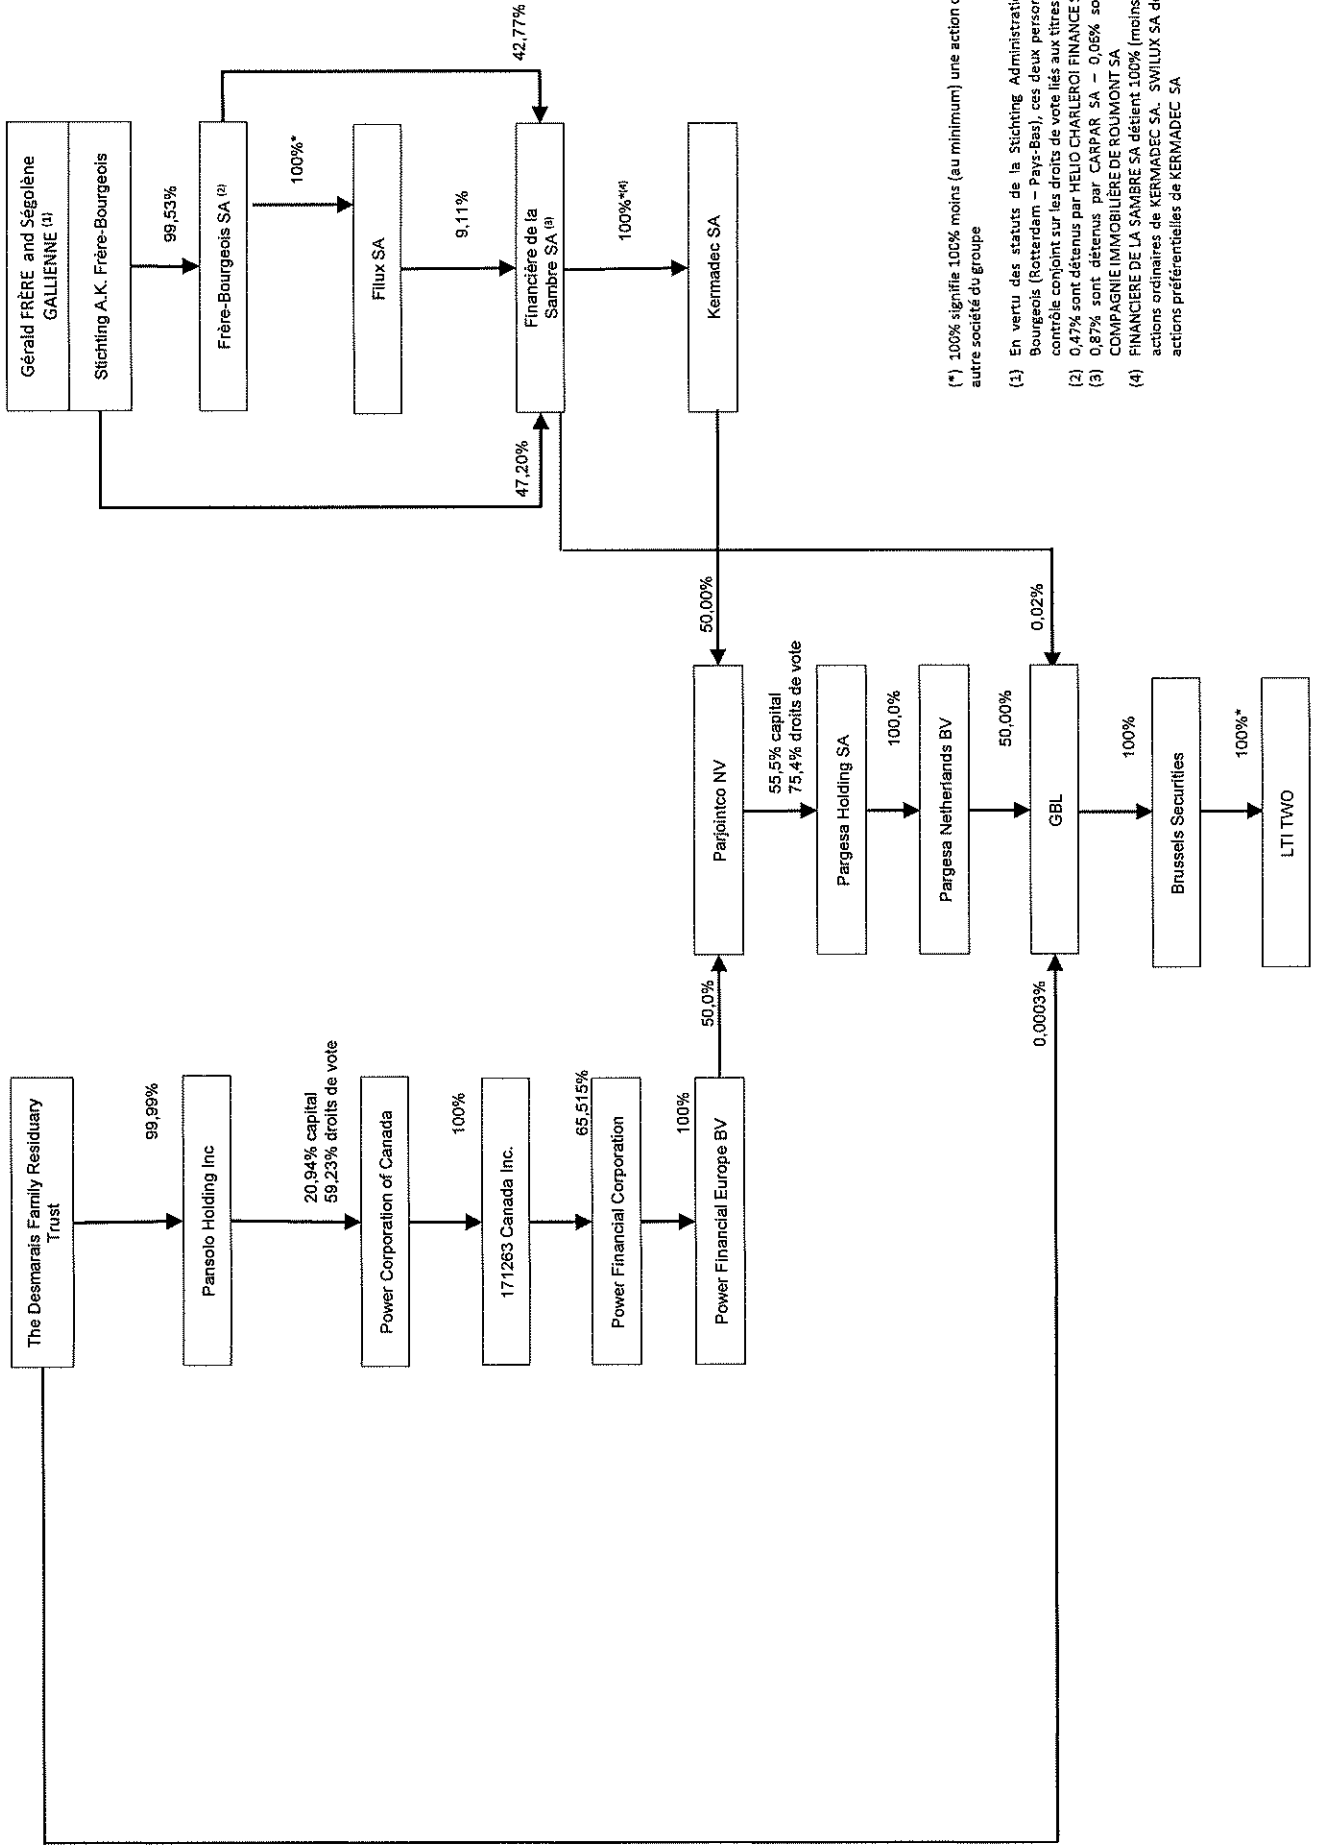 The Desmarais Family Residuary
Trust
99,99%
Pansolo Holding Inc
20,94% capital
59,23% droits de vote
Power Corporation of Canada
100%
171263 Canada Inc.
65,515%
Power Financial Corporation
100%
Power Financial Europe BV
50,0%
Gérald FRÈRE and Ségolène
GALLIENNE (1)
Stichting A.K. Frère-Bourgeois
99,53%
Frère-Bourgeois SA (2)
100%*
Filux SA
9,11%
42,77%
47,20%
Financière de la
Sambre SA (3)
100%*(4)
Kermadec SA
50,00%
Parjointco NV
55,5% capital
75,4% droits de vote
Pargesa Holding SA
100,0%
Pargesa Netherlands BV
50,00%
0,02%
0,0003%
GBL
100%
Brussels Securities
100%*
LTI TWO
(*) 100% signifie 100% moins (au minimum) une action d
autre société du groupe
(1) En vertu des statuts de la Stichting Administratio
Bourgeois (Rotterdam – Pays-Bas), ces deux person
contrôle conjoint sur les droits de vote liés aux titres
(2) 0,47% sont détenus par HELIO CHARLEROI FINANCE S
(3) 0,87% sont détenus par CARPAR SA – 0,06% so
COMPAGNIE IMMOBILIÈRE DE ROUMONT SA
(4) FINANCIERE DE LA SAMBRE SA détient 100% (moins
actions ordinaires de KERMADEC SA. SWILUX SA dé
actions préférentielles de KERMADEC SA